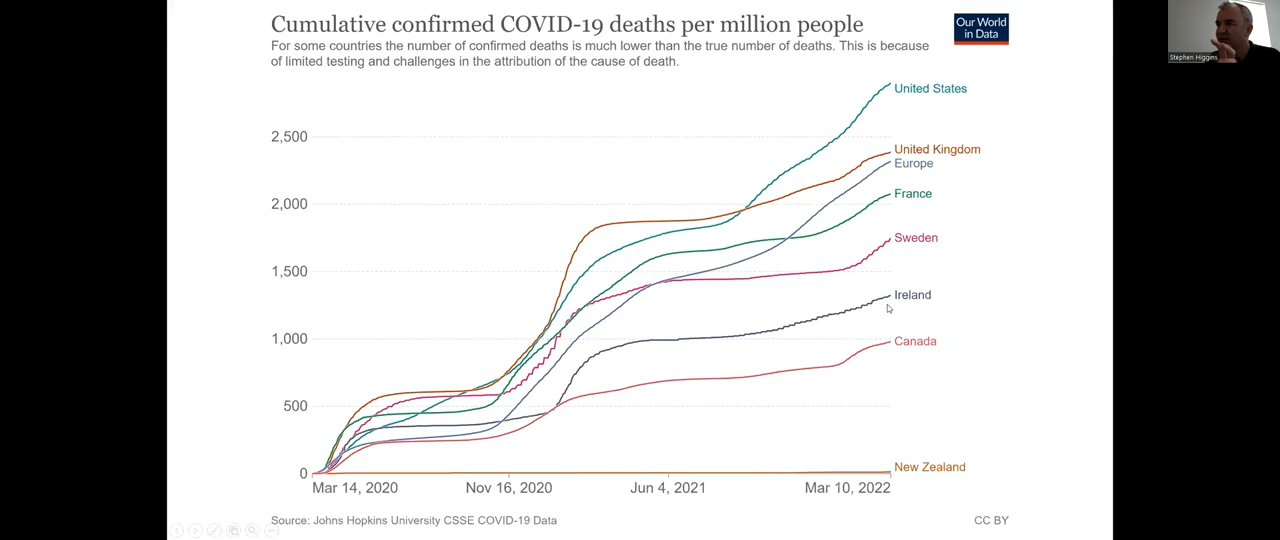 Cumulative confirmed COVID-19 deaths per million people
Our World
in Data
For some countries the number of confirmed deaths is much lower than the true number of deaths. This is because
of limited testing and challenges in the attribution of the cause of death.
Stephen Higgins
United States
2,500
United Kingdom
Europe
2,000
France
Sweden
1,500
Ireland
1,000
Canada
500
New Zealand
0
Mar 14, 2020
Nov 16, 2020
Jun 4, 2021
Mar 10, 2022
Source: Johns Hopkins University CSSE COVID-19 Data
CC BY